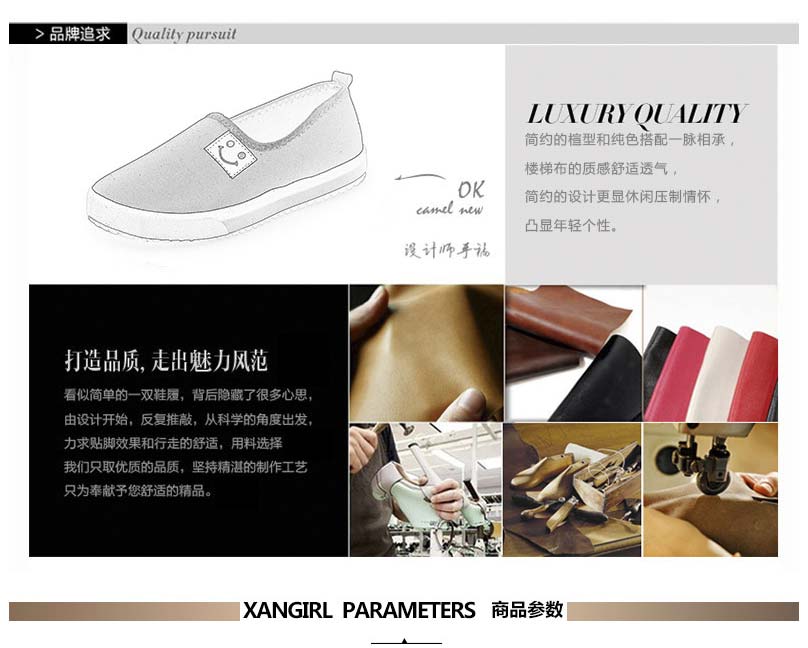 > 品牌追求 Quality pursuit
LUXURY QUALITY
简约的楦型和纯色搭配一脉相承，
楼梯布的质感舒适透气，
简约的设计更显休闲压制情怀，
凸显年轻个性。
OK
camel new
设计师手稿
打造品质, 走出魅力风范
看似简单的一双鞋履，背后隐藏了很多心思，
由设计开始，反复推敲，从科学的角度出发，
力求贴脚效果和行走的舒适，用料选择
我们只取优质的品质，坚持精湛的制作工艺
只为奉献予您舒适的精品。
XANGIRL PARAMETERS 商品参数